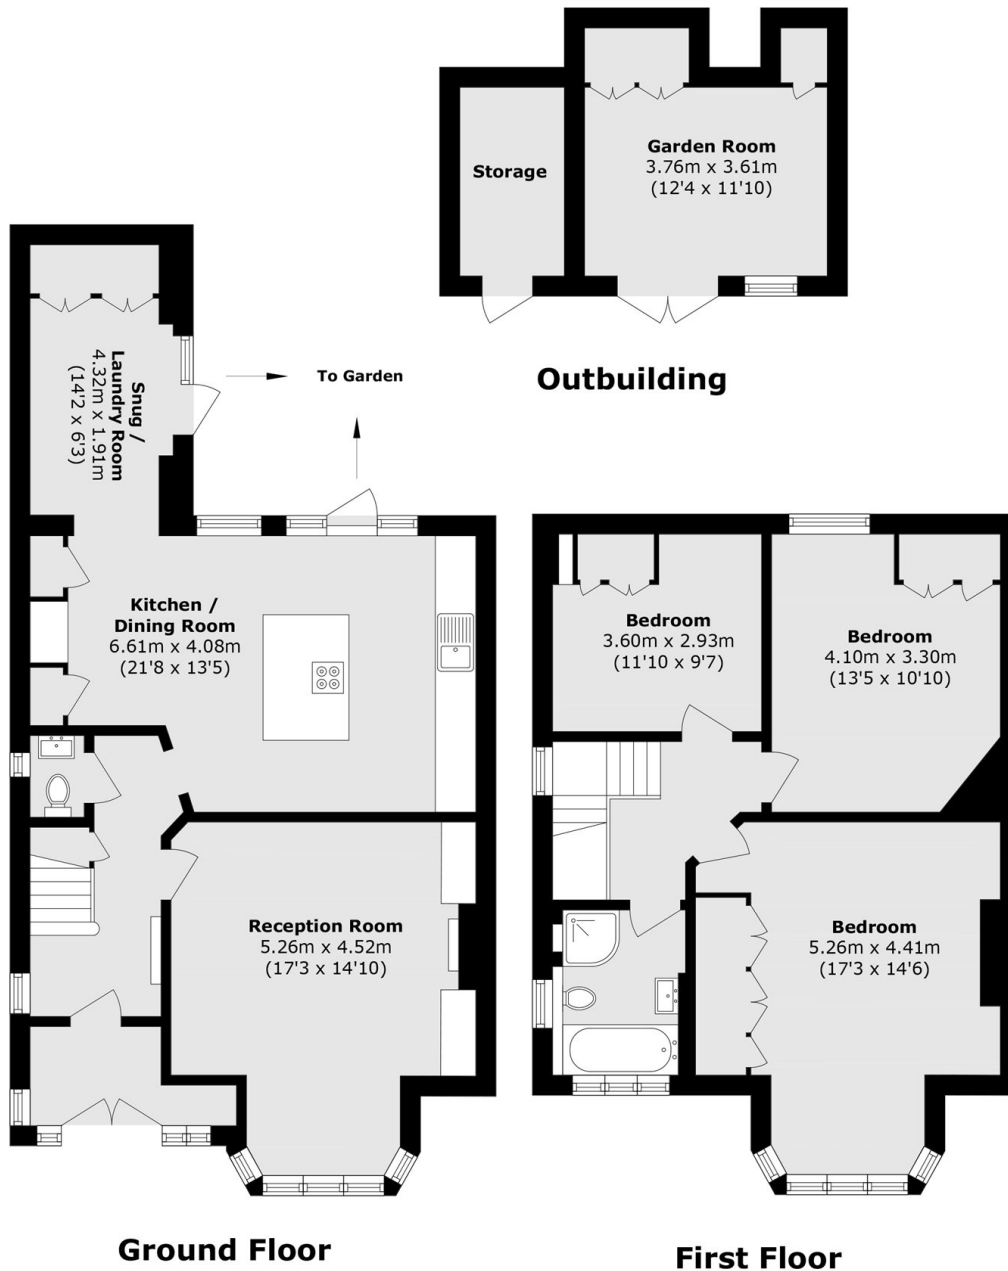 Storage
Garden Room
3.76m x 3.61m
(12'4 x 11'10)
Outbuilding
Snug /
Laundry Room
4.32m x 1.91m
(14'2 x 6'3)
To Garden
Kitchen /
Dining Room
6.61m x 4.08m
(21'8 x 13'5)
Reception Room
5.26m x 4.52m
(17'3 x 14'10)
Ground Floor
Bedroom
3.60m x 2.93m
(11'10 x 9'7)
Bedroom
4.10m x 3.30m
(13'5 x 10'10)
Bedroom
5.26m x 4.41m
(17'3 x 14'6)
First Floor